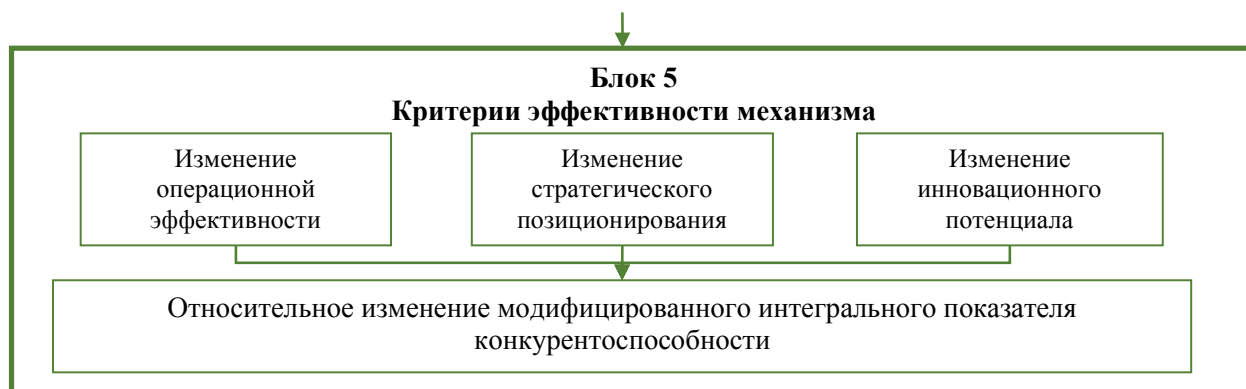 Блок 5
Критерии эффективности механизма
Изменение
операционной
эффективности
Изменение
стратегического
позиционирования
Изменение
инновационного
потенциала
Относительное изменение модифицированного интегрального показателя
конкурентоспособности